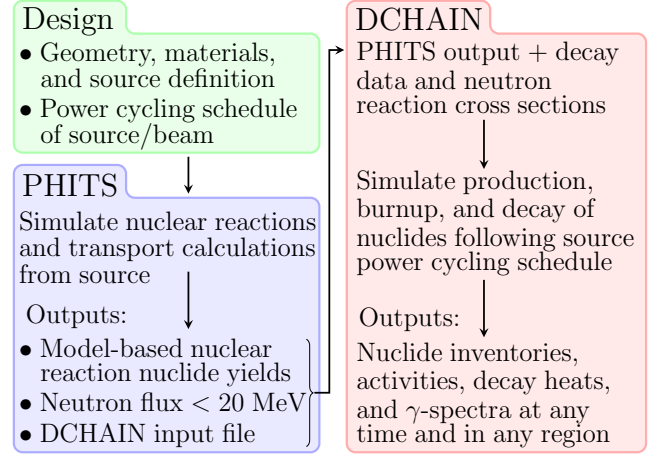 Design
• Geometry, materials,
and source definition
• Power cycling schedule
of source/beam
PHITS
Simulate nuclear reactions
and transport calculations
from source
Outputs:
• Model-based nuclear
reaction nuclide yields
• Neutron flux < 20 MeV
• DCHAIN input file
DCHAIN
PHITS output + decay
data and neutron
reaction cross sections
Simulate production,
burnup, and decay of
nuclides following source
power cycling schedule
Outputs:
Nuclide inventories,
activities, decay heats,
and γ-spectra at any
time and in any region